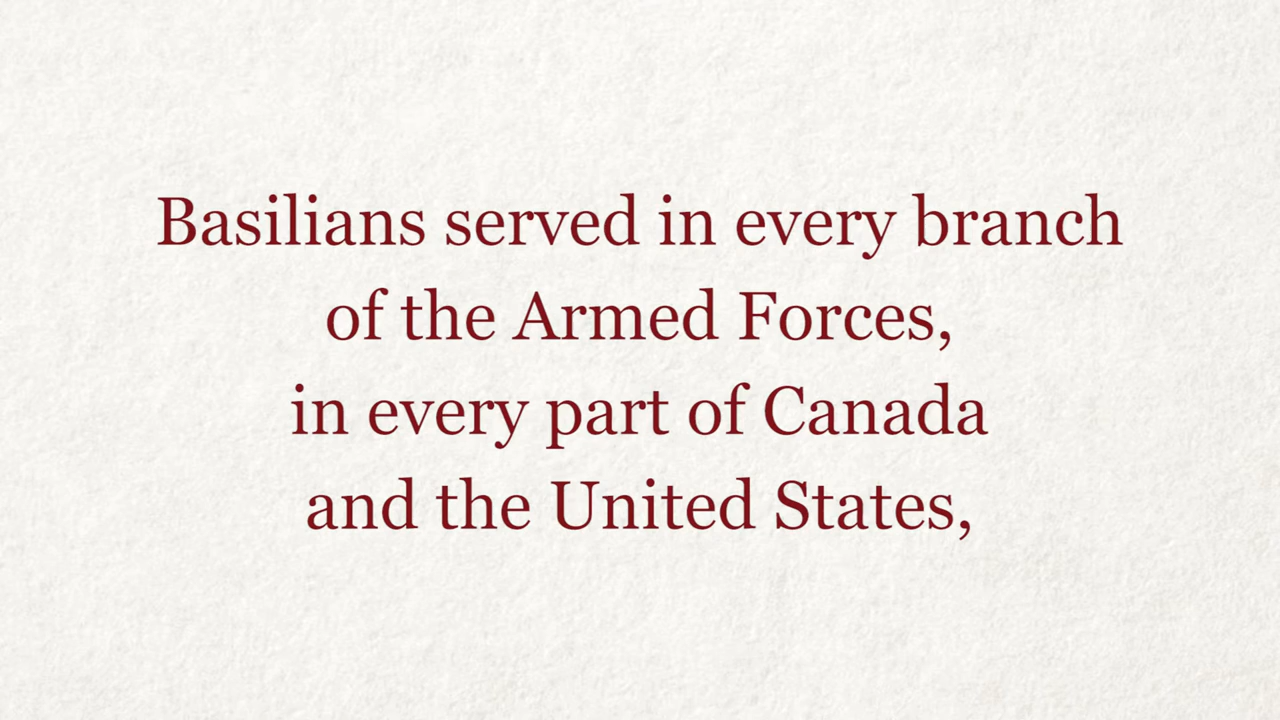 Basilians served in every branch
of the Armed Forces,
in every part of Canada
and the United States,